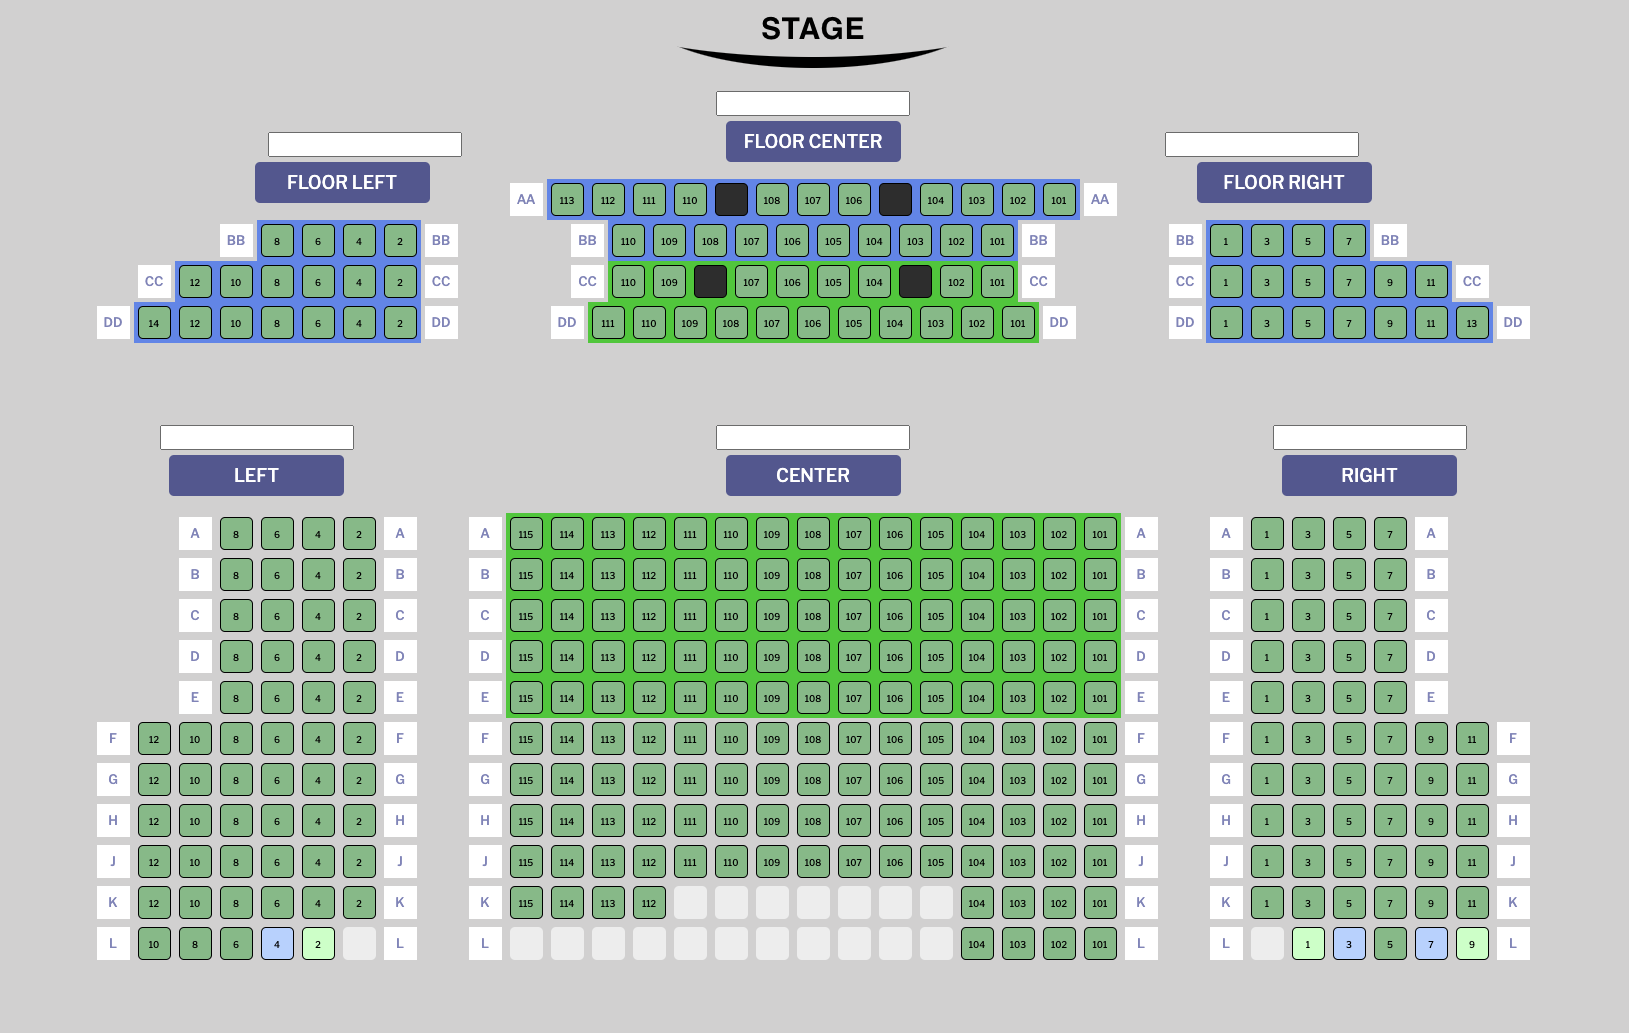 STAGE
FLOOR CENTER
FLOOR LEFT
FLOOR RIGHT
AA 113 112 111 110 108 107 106 104 103 102 101 AA
BB 8 6 4 2 BB
BB 110 109 108 107 106 105 104 103 102 101 BB
BB 1 3 5 7 BB
CC 12 10 8 6 4 2 CC
CC 110 109 107 106 105 104 102 101 CC
CC 1 3 5 7 9 11 CC
DD 14 12 10 8 6 4 2 DD
DD 111 110 109 108 107 106 105 104 103 102 101 DD
DD 1 3 5 7 9 11 13 DD
LEFT
CENTER
RIGHT
A 8 6 4 2 A
A 115 114 113 112 111 110 109 108 107 106 105 104 103 102 101 A
A 1 3 5 7 A
B 8 6 4 2 B
B 115 114 113 112 111 110 109 108 107 106 105 104 103 102 101 B
B 1 3 5 7 B
C 8 6 4 2 C
C 115 114 113 112 111 110 109 108 107 106 105 104 103 102 101 C
C 1 3 5 7 C
D 8 6 4 2 D
D 115 114 113 112 111 110 109 108 107 106 105 104 103 102 101 D
D 1 3 5 7 D
E 8 6 4 2 E
E 115 114 113 112 111 110 109 108 107 106 105 104 103 102 101 E
E 1 3 5 7 E
F 12 10 8 6 4 2 F
F 115 114 113 112 111 110 109 108 107 106 105 104 103 102 101 F
F 1 3 5 7 9 11 F
G 12 10 8 6 4 2 G
G 115 114 113 112 111 110 109 108 107 106 105 104 103 102 101 G
G 1 3 5 7 9 11 G
H 12 10 8 6 4 2 H
H 115 114 113 112 111 110 109 108 107 106 105 104 103 102 101 H
H 1 3 5 7 9 11 H
J 12 10 8 6 4 2 J
J 115 114 113 112 111 110 109 108 107 106 105 104 103 102 101 J
J 1 3 5 7 9 11 J
K 12 10 8 6 4 2 K
K 115 114 113 112 104 103 102 101 K
K 1 3 5 7 9 11 K
L 10 8 6 4 2 L
L 104 103 102 101 L
L 1 3 5 7 9 L